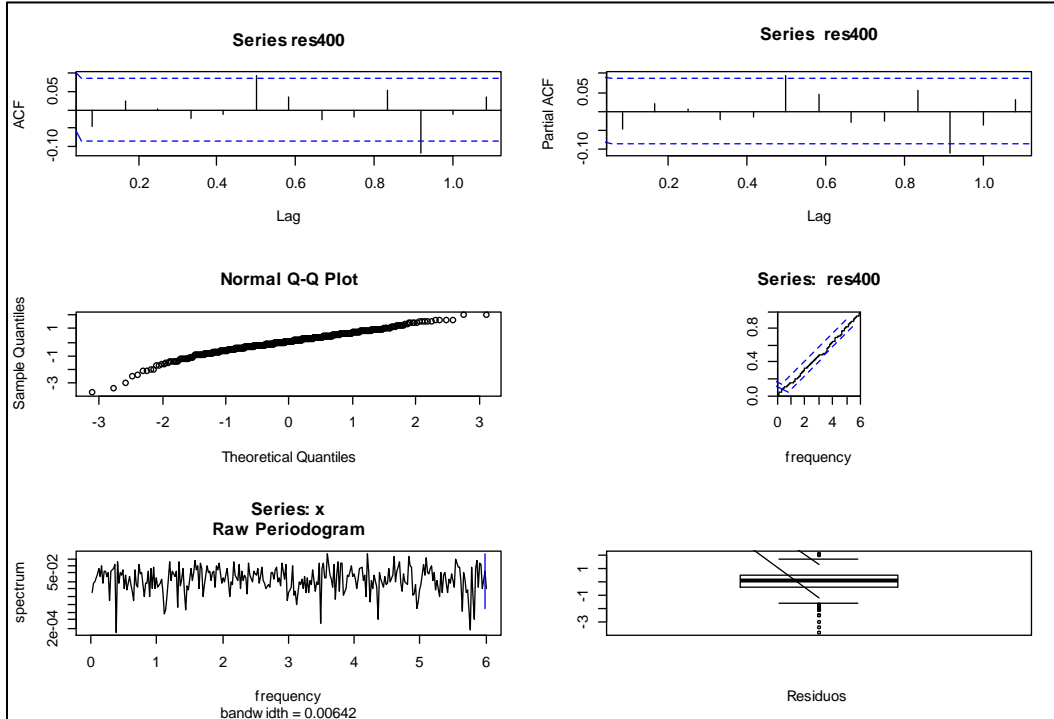 Series res400
ACF
-0.10 0.05
0.2 0.4 0.6 0.8 1.0
Lag
Series res400
Partial ACF
-0.10 0.05
0.2 0.4 0.6 0.8 1.0
Lag
Normal Q-Q Plot
Sample Quantiles
-3 -1 1
-3 -2 -1 0 1 2 3
Theoretical Quantiles
Series: res400
0.0 0.4 0.8
0 2 4 6
frequency
Series: x
Raw Periodogram
spectrum
2e-04 5e-02
0 1 2 3 4 5 6
frequency
bandwidth = 0.00642
-3 -1 1
Residuos